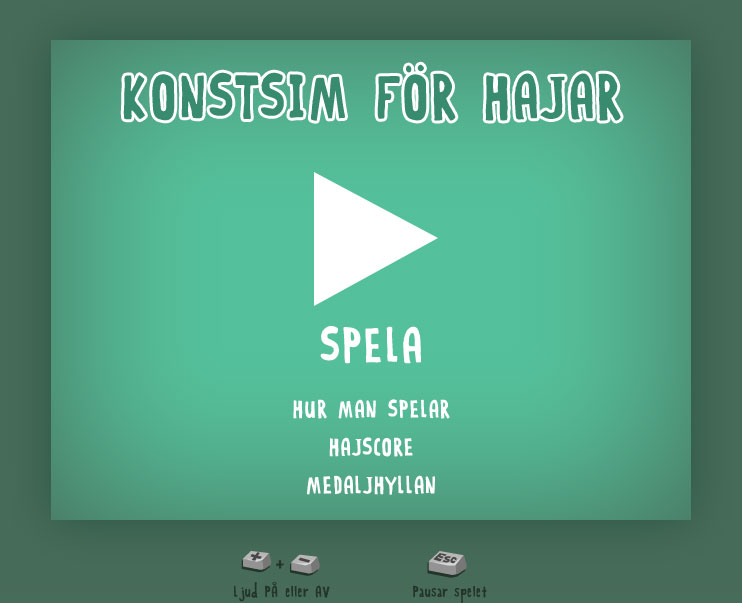 KONSTSIM FÖR HAJAR
SPELA
HUR MAN SPELAR
HAJSCORE
MEDALJHYLLAN
+ + - Esc
Ljud PÅ eller AV Pausar spelet